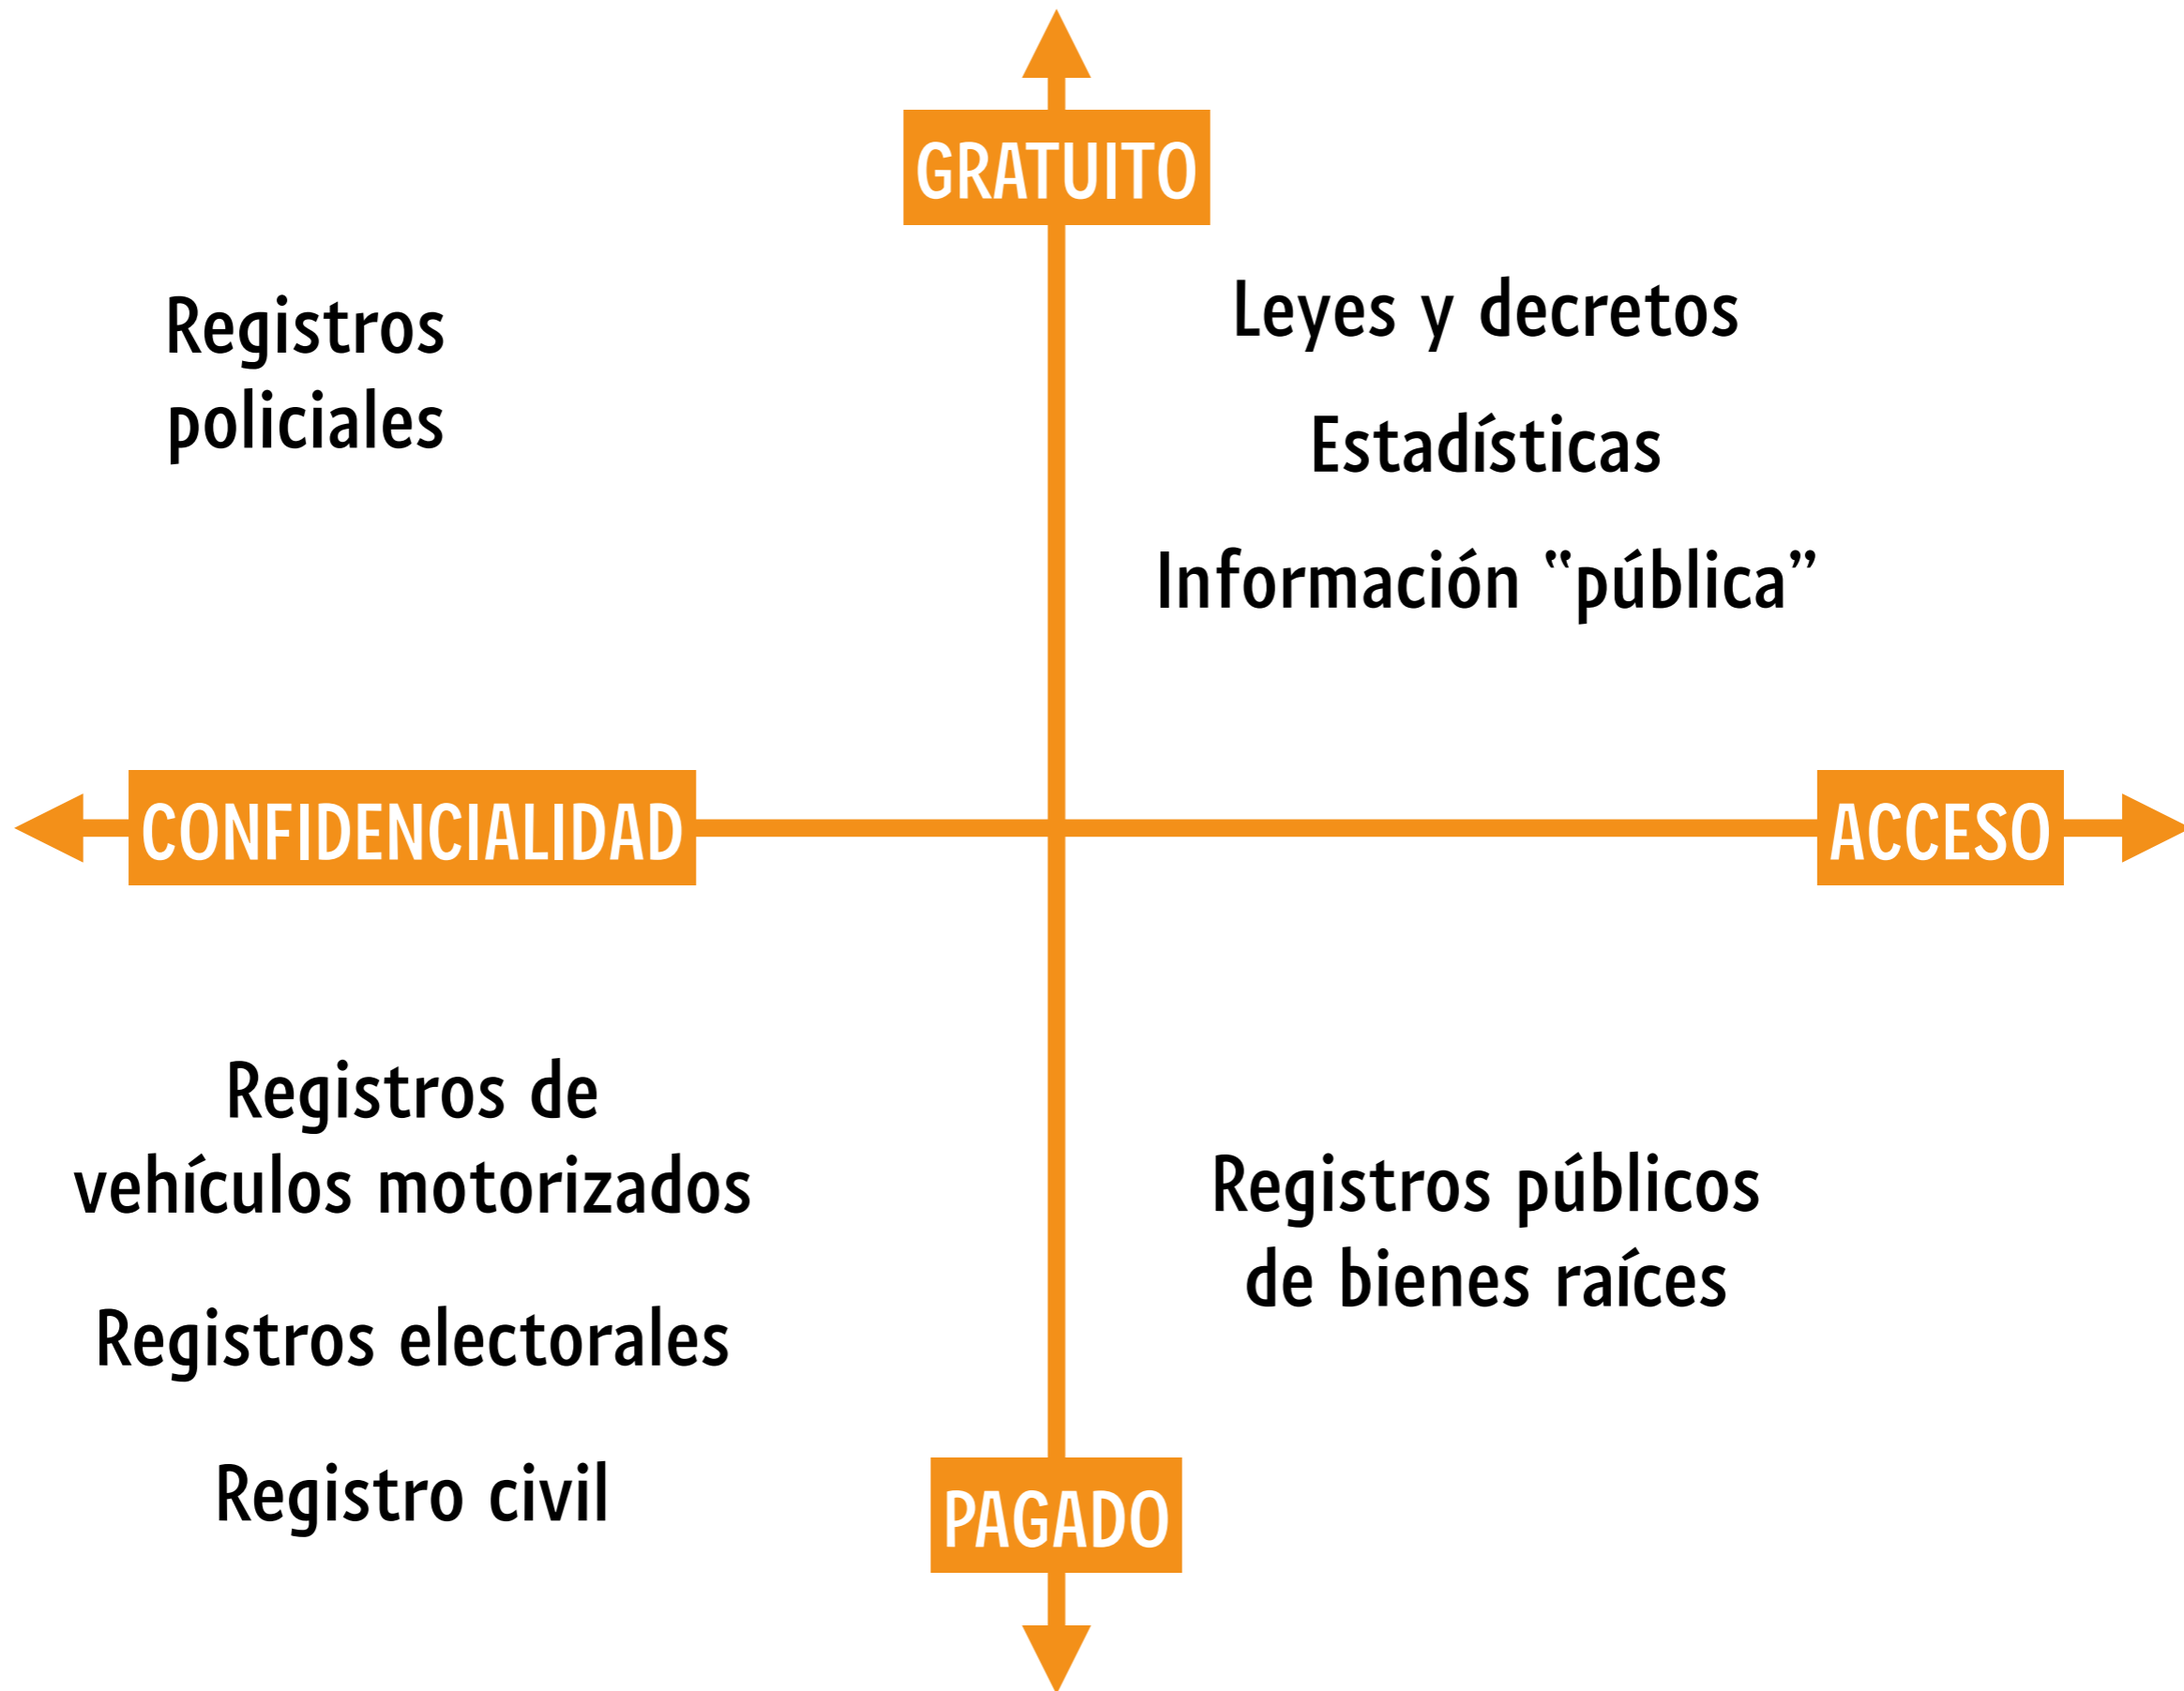 GRATUITO
Registros
policiales
Leyes y decretos
Estadísticas
Información “pública”
CONFIDENCIALIDAD
ACCESO
Registros de
vehículos motorizados
Registros electorales
Registro civil
Registros públicos
de bienes raíces
PAGADO